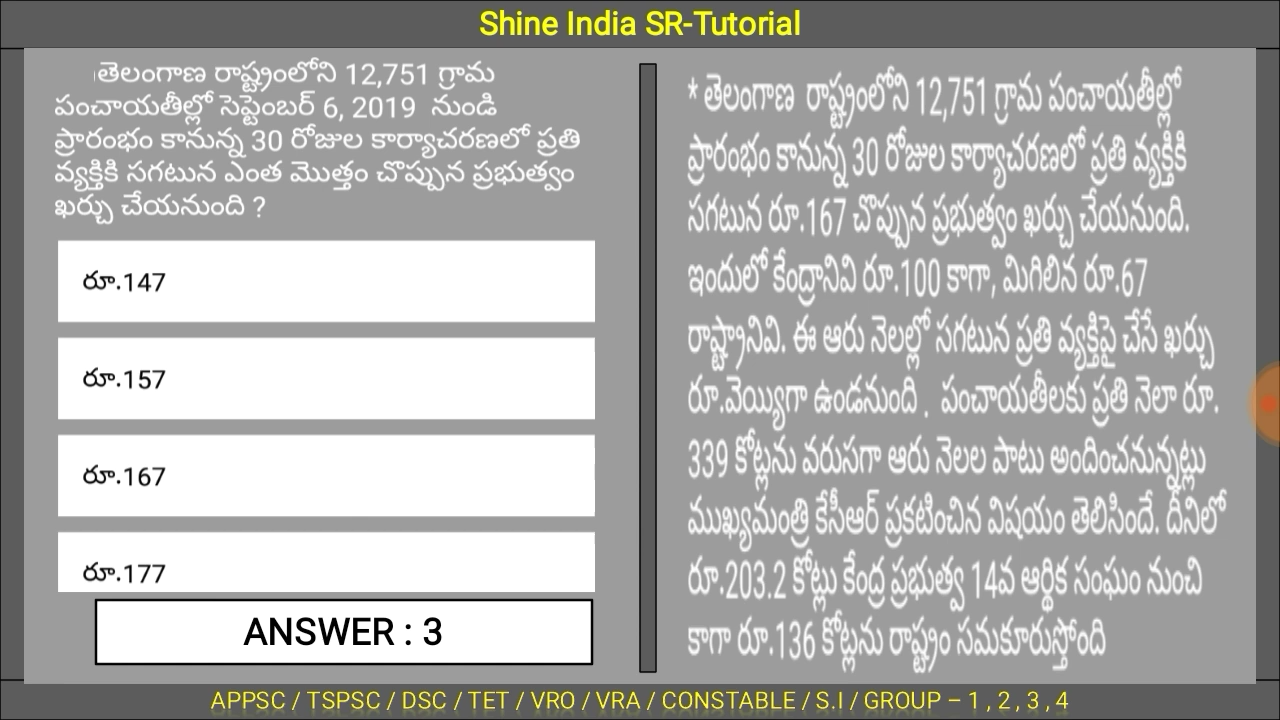 Shine India SR-Tutorial
తెలంగాణ రాష్ట్రంలోని 12,751 గ్రామ
పంచాయతీల్లో సెప్టెంబర్ 6, 2019 నుండి
ప్రారంభం కానున్న 30 రోజుల కార్యాచరణలో ప్రతి
వ్యక్తికి సగటున ఎంత మొత్తం చొప్పున ప్రభుత్వం
ఖర్చు చేయనుంది ?
రూ.147
రూ.157
రూ.167
రూ.177
ANSWER : 3
* తెలంగాణ రాష్ట్రంలోని 12,751 గ్రామ పంచాయతీల్లో
ప్రారంభం కానున్న 30 రోజుల కార్యాచరణలో ప్రతి వ్యక్తికి
సగటున రూ.167 చొప్పున ప్రభుత్వం ఖర్చు చేయనుంది.
ఇందులో కేంద్రానివి రూ.100 కాగా, మిగిలిన రూ.67
రాష్ట్రానివి. ఈ ఆరు నెలల్లో సగటున ప్రతి వ్యక్తిపై చేసే ఖర్చు
రూ.వెయ్యిగా ఉండనుంది . పంచాయతీలకు ప్రతి నెలా రూ.
339 కోట్లను వరుసగా ఆరు నెలల పాటు అందించనున్నట్లు
ముఖ్యమంత్రి కేసీఆర్ ప్రకటించిన విషయం తెలిసిందే. దీనిలో
రూ.203.2 కోట్లు కేంద్ర ప్రభుత్వ 14వ ఆర్థిక సంఘం నుంచి
కాగా రూ.136 కోట్లను రాష్ట్రం సమకూరుస్తోంది
APPSC / TSPSC / DSC / TET / VRO / VRA / CONSTABLE / S.I / GROUP – 1 , 2 , 3 , 4